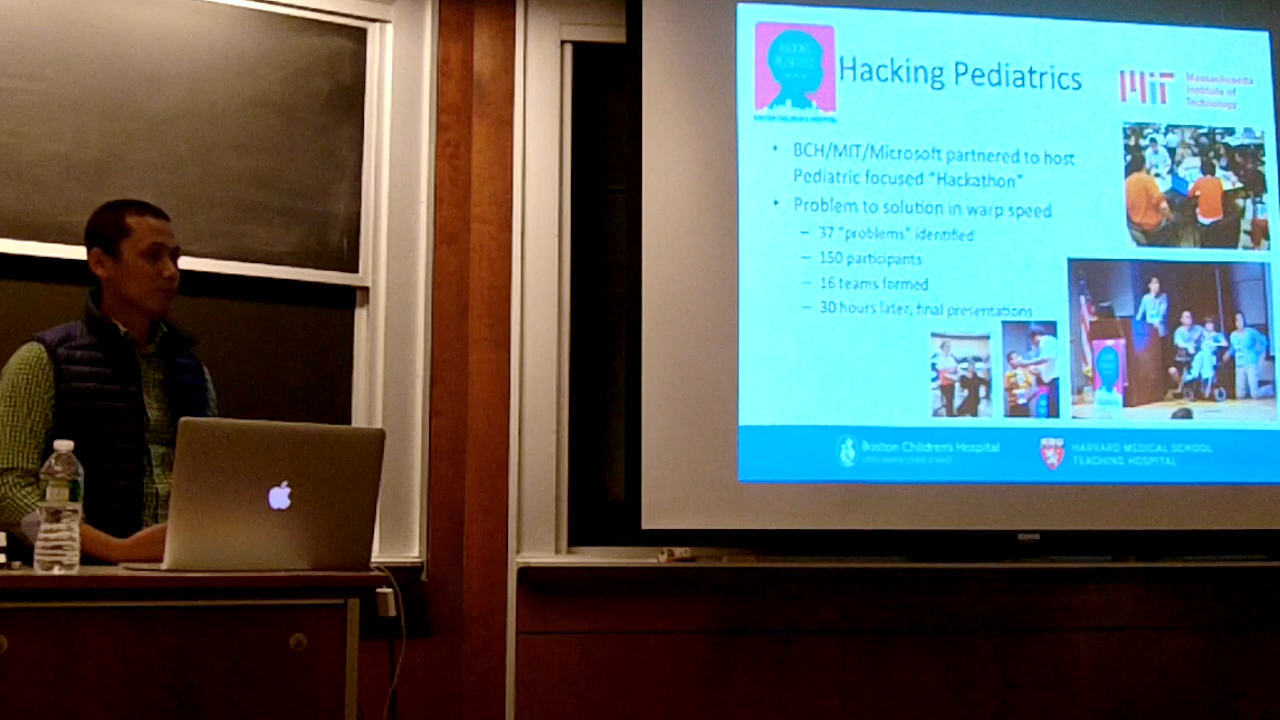 Hacking Pediatrics
Massachusetts
Institute of
Technology
• BCH/MIT/Microsoft partnered to host
Pediatric focused "Hackathon"
• Problem to solution in warp speed
– 37 "problems" identified
– 150 participants
– 16 teams formed
– 30 hours later, final presentations
Boston Children's Hospital
HARVARD MEDICAL SCHOOL
TEACHING HOSPITAL